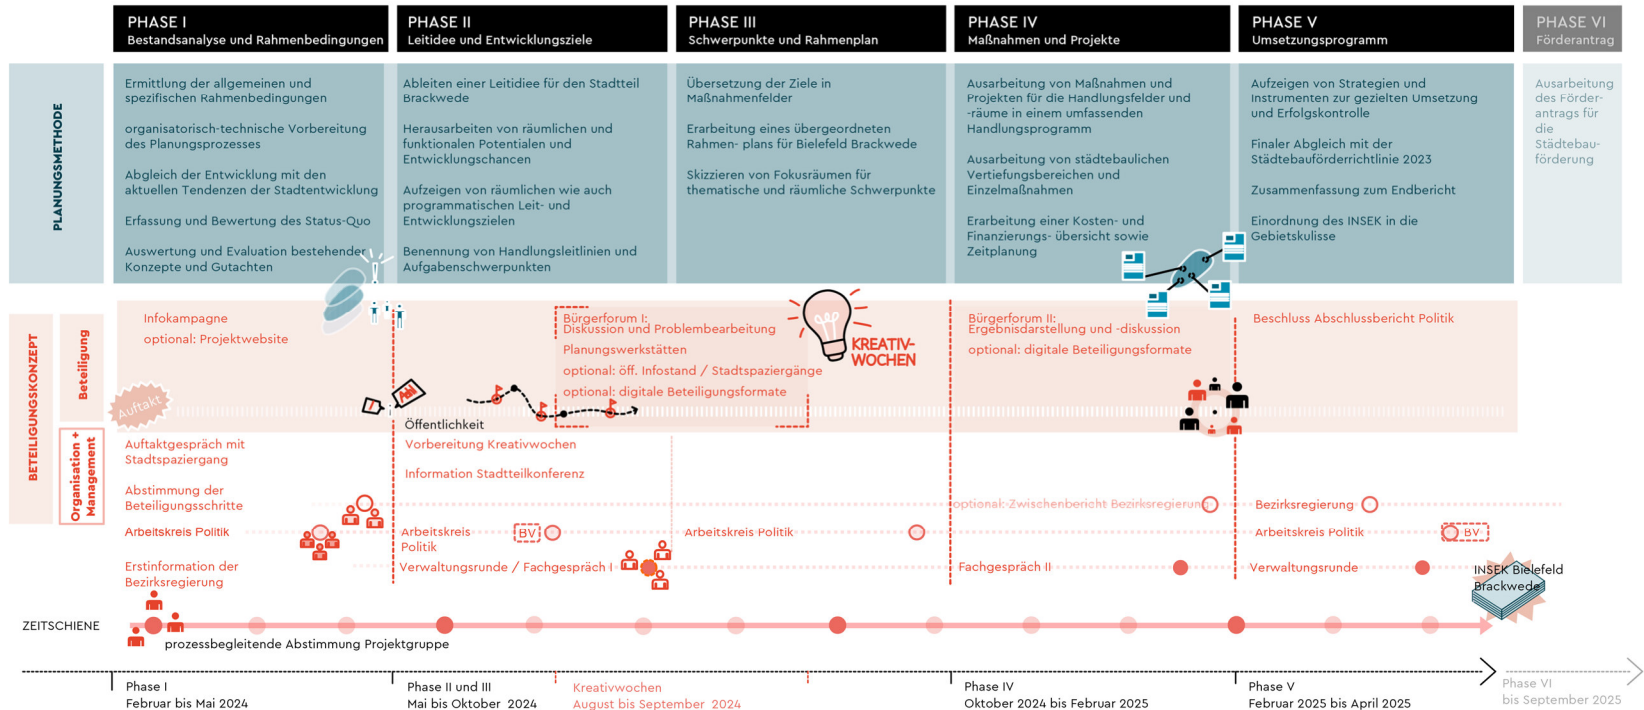 PHASE I
Bestandsanalyse und Rahmenbedingungen
PHASE II
Leitidee und Entwicklungsziele
PHASE III
Schwerpunkte und Rahmenplan
PHASE IV
Maßnahmen und Projekte
PHASE V
Umsetzungsprogramm
PHASE VI
Förderantrag
PLANUNGSMETHODE
Ermittlung der allgemeinen und
spezifischen Rahmenbedingungen
organisatorisch-technische Vorbereitung
des Planungsprozesses
Abgleich der Entwicklung mit den
aktuellen Tendenzen der Stadtentwicklung
Erfassung und Bewertung des Status-Quo
Auswertung und Evaluation bestehender
Konzepte und Gutachten
Ableiten einer Leitidiee für den Stadtteil
Brackwede
Herausarbeiten von räumlichen und
funktionalen Potentialen und
Entwicklungschancen
Aufzeigen von räumlichen wie auch
programmatischen Leit- und
Entwicklungszielen
Benennung von Handlungsleitlinien und
Aufgabenschwerpunkten
Übersetzung der Ziele in
Maßnahmenfelder
Erarbeitung eines übergeordneten
Rahmen- plans für Bielefeld Brackwede
Skizzieren von Fokusräumen für
thematische und räumliche Schwerpunkte
Ausarbeitung von Maßnahmen und
Projekten für die Handlungsfelder und
-räume in einem umfassenden
Handlungsprogramm
Ausarbeitung von städtebaulichen
Vertiefungsbereichen und
Einzelmaßnahmen
Erarbeitung einer Kosten- und
Finanzierungs- übersicht sowie
Zeitplanung
Aufzeigen von Strategien und
Instrumenten zur gezielten Umsetzung
und Erfolgskontrolle
Finaler Abgleich mit der
Städtebauförderrichtlinie 2023
Zusammenfassung zum Endbericht
Einordnung des INSEK in die
Gebietskulisse
Ausarbeitung
des Förder-
antrags für
die
Städtebau-
förderung
BETEILIGUNGSKONZEPT
Beteiligung
Infokampagne
optional: Projektwebsite
Auftakt
Öffentlichkeit
Bürgerforum I:
Diskussion und Problembearbeitung
Planungswerkstätten
optional: öff. Infostand / Stadtspaziergänge
optional: digitale Beteiligungsformate
KREATIV-
WOCHEN
Bürgerforum II:
Ergebnisdarstellung und -diskussion
optional: digitale Beteiligungsformate
Beschluss Abschlussbericht Politik
Organisation +
Management
Auftaktgespräch mit
Stadtspaziergang
Abstimmung der
Beteiligungsschritte
Arbeitskreis Politik
Erstinformation der
Bezirksregierung
Vorbereitung Kreativwochen
Information Stadtteilkonferenz
Arbeitskreis
Politik
BV
Verwaltungsrunde / Fachgespräch I
Arbeitskreis Politik
optional: Zwischenbericht Bezirksregierung
Fachgespräch II
Bezirksregierung
Arbeitskreis Politik
BV
Verwaltungsrunde
INSEK Bielefeld
Brackwede
ZEITSCHIENE
prozessbegleitende Abstimmung Projektgruppe
Phase I
Februar bis Mai 2024
Phase II und III
Mai bis Oktober 2024
Kreativwochen
August bis September 2024
Phase IV
Oktober 2024 bis Februar 2025
Phase V
Februar 2025 bis April 2025
Phase VI
bis September 2025